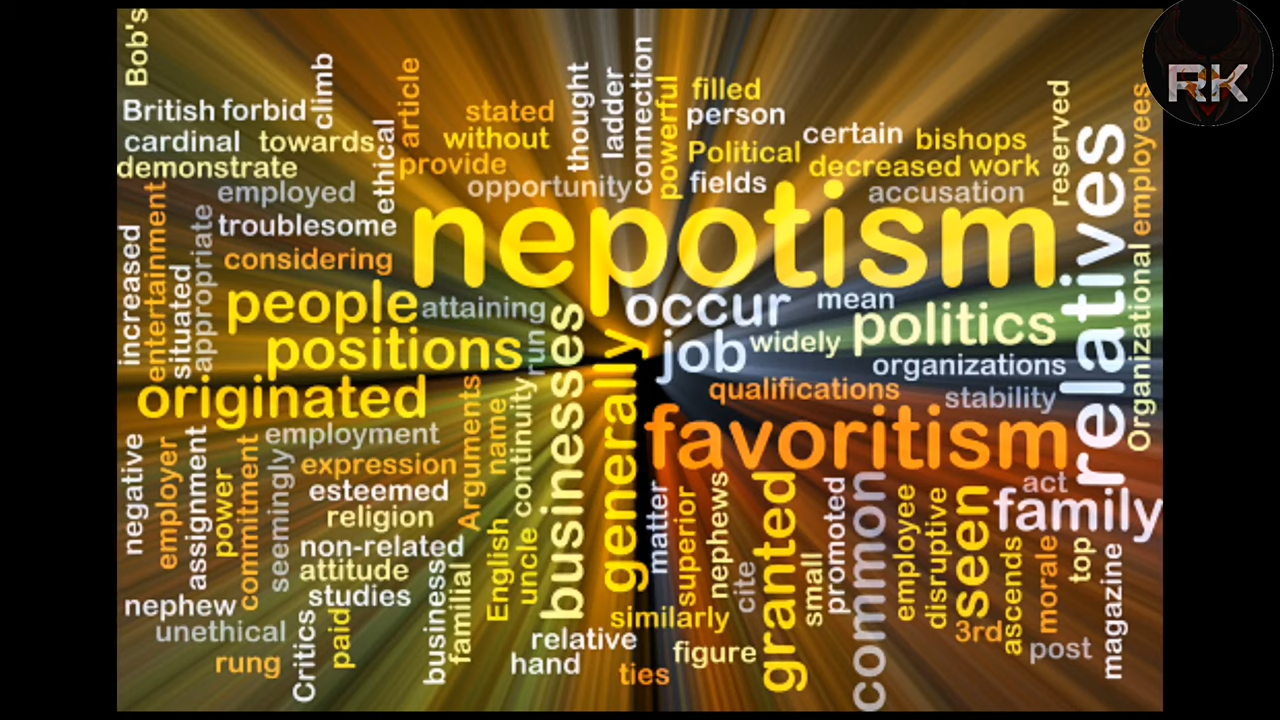 Bob's
British forbid
climb
article
stated
thought
ladder
connection
powerful
filled
person
RK
cardinal towards
ethical
without
certain
bishops
reserved
employees
demonstrate
provide
Political
decreased work
employed
opportunity
fields
accusation
troublesome
nepotism
relatives
increased
entertainment
situated
appropriate
considering
people
attaining
occur
mean
politics
Organizational
positions
run
job
widely
organizations
originated
qualifications
stability
businesses
generally
favoritism
negative
employer
assignment
power
commitment
seemingly
employment
expression
Arguments
name
continuity
esteemed
religion
non-related
attitude
studies
English
uncle
matter
superior
nephews
cite
granted
small
promoted
common
employee
disruptive
seen
act
family
ascends
morale
top
magazine
nephew
unethical
rung
Critics
paid
business
familial
similarly
relative
hand
ties
figure
3rd
post